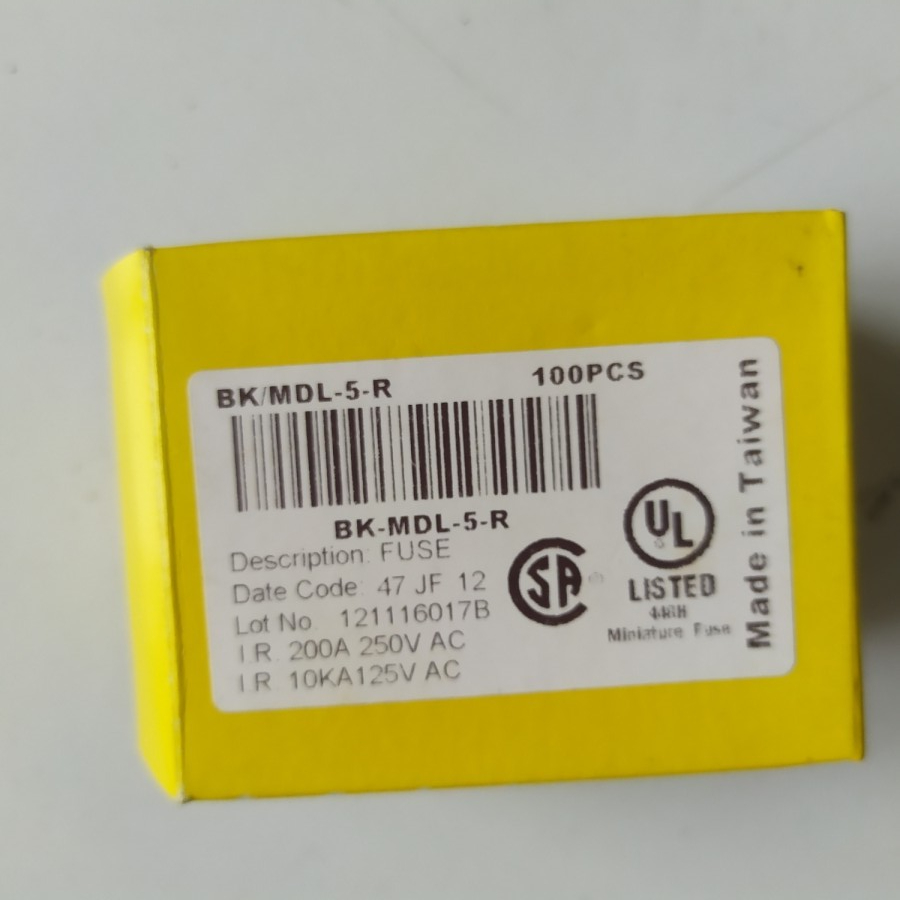 BK/MDL-5-R
100PCS
BK-MDL-5-R
Description: FUSE
Date Code: 47 JF 12
Lot No. 121116017B
I.R. 200A 250V AC
I.R. 10KA125V AC
SA
UL
LISTED
Miniature Fuse
Made in Taiwan